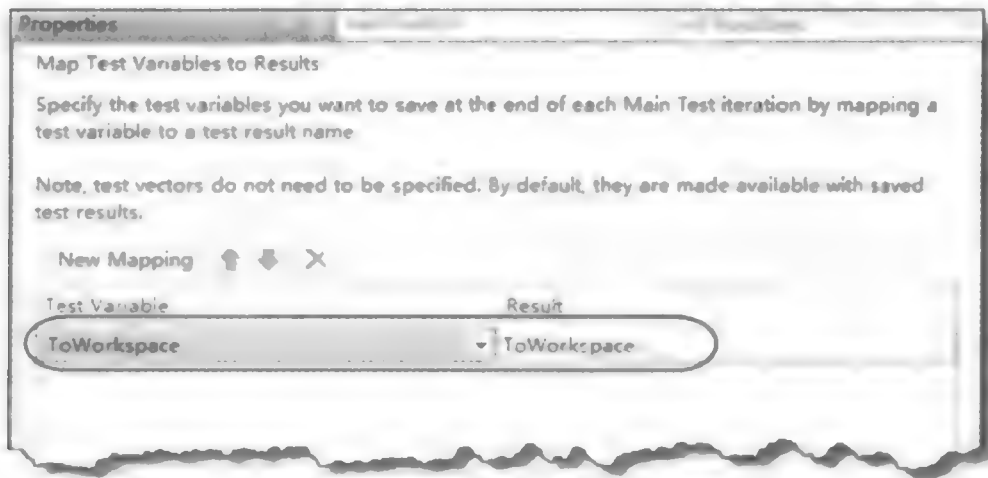 Properties
Map Test Variables to Results
Specify the test variables you want to save at the end of each Main Test iteration by mapping a
test variable to a test result name
Note, test vectors do not need to be specified. By default, they are made available with saved
test results.
New Mapping
Test Variable Result
ToWorkspace ToWorkspace